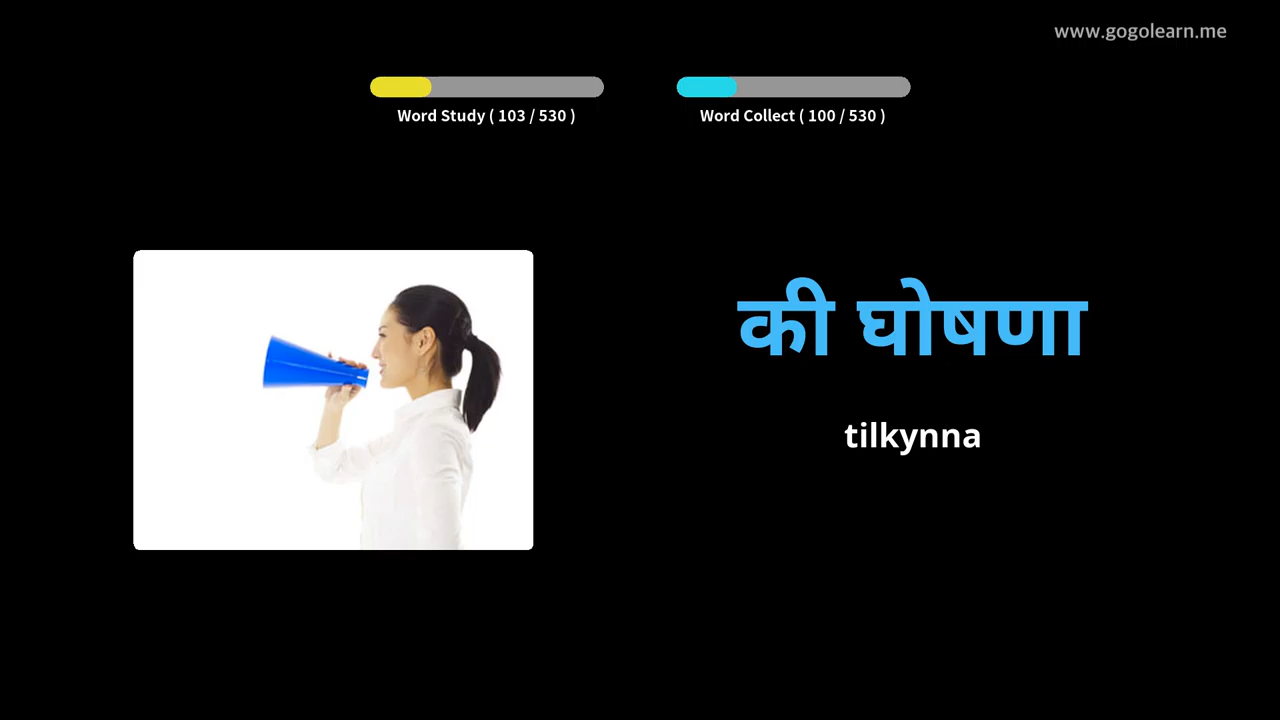 www.gogolearn.me
Word Study ( 103 / 530 )
Word Collect ( 100 / 530 )
की घोषणा
tilkynna